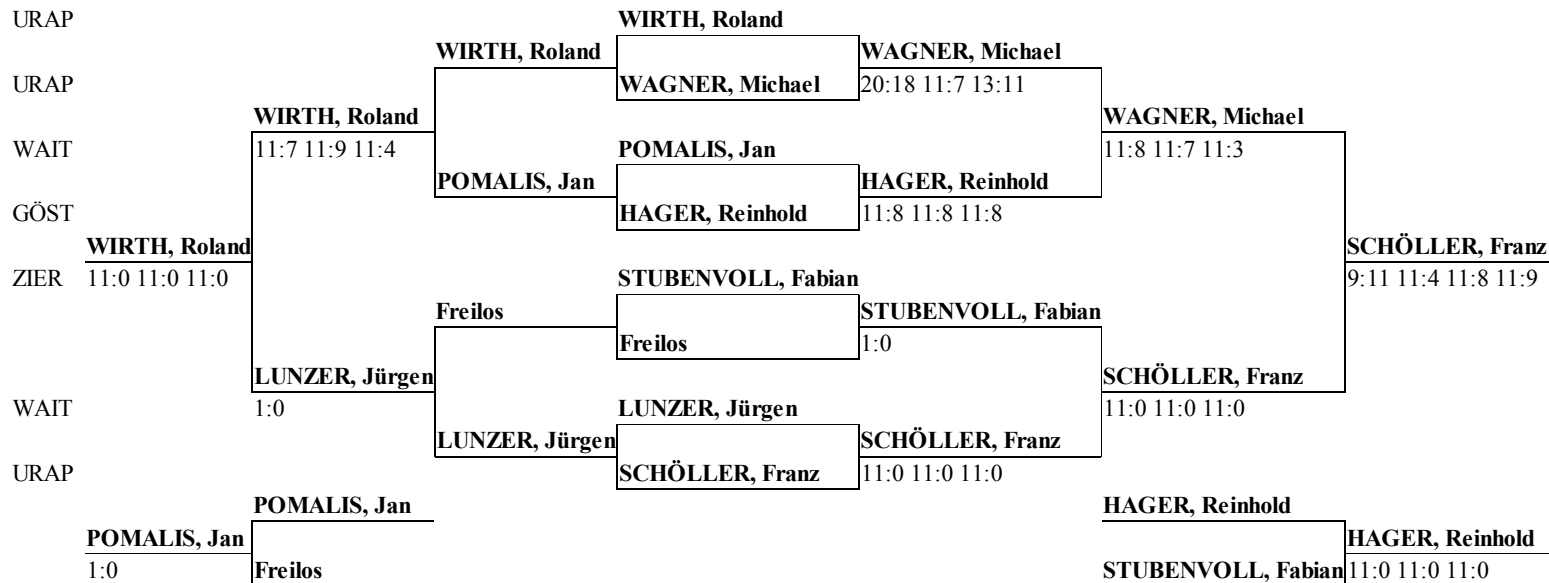 URAP WIRTH, Roland
WIRTH, Roland WAGNER, Michael
URAP WAGNER, Michael 20:18 11:7 13:11
WIRTH, Roland WAGNER, Michael
WAIT 11:7 11:9 11:4 POMALIS, Jan 11:8 11:7 11:3
POMALIS, Jan HAGER, Reinhold
GÖST HAGER, Reinhold 11:8 11:8 11:8
WIRTH, Roland SCHÖLLER, Franz
ZIER 11:0 11:0 11:0 STUBENVOLL, Fabian 9:11 11:4 11:8 11:9
Freilos STUBENVOLL, Fabian
Freilos 1:0
LUNZER, Jürgen SCHÖLLER, Franz
WAIT 1:0 LUNZER, Jürgen 11:0 11:0 11:0
LUNZER, Jürgen SCHÖLLER, Franz
URAP SCHÖLLER, Franz 11:0 11:0 11:0
POMALIS, Jan HAGER, Reinhold
POMALIS, Jan HAGER, Reinhold
1:0 Freilos STUBENVOLL, Fabian 11:0 11:0 11:0